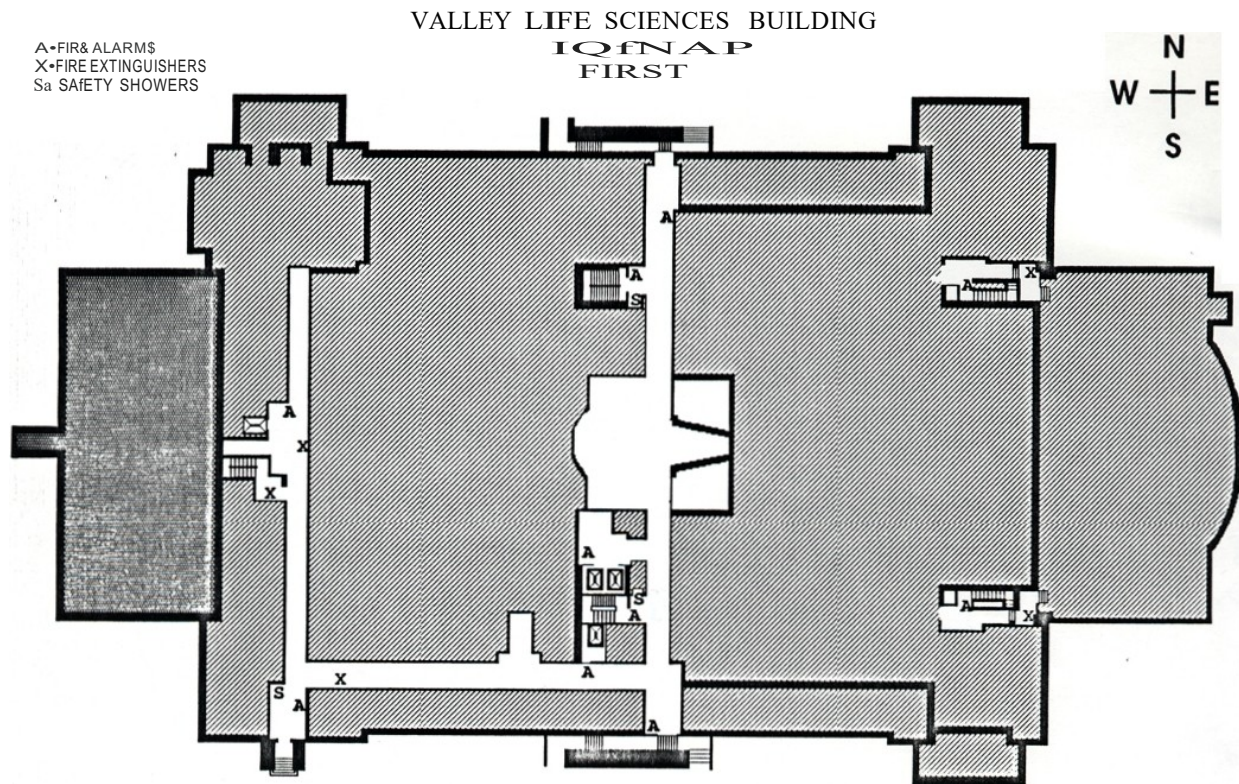 VALLEY LIFE SCIENCES BUILDING
IQfNAP
FIRST
A•FIR& ALARM$
X•FIRE EXTINGUISHERS
Sa SAfETY SHOWERS
N
W E
S
A
A
X
A
S
A
X
X
A
S
A
A
X
A
S
X
A
A